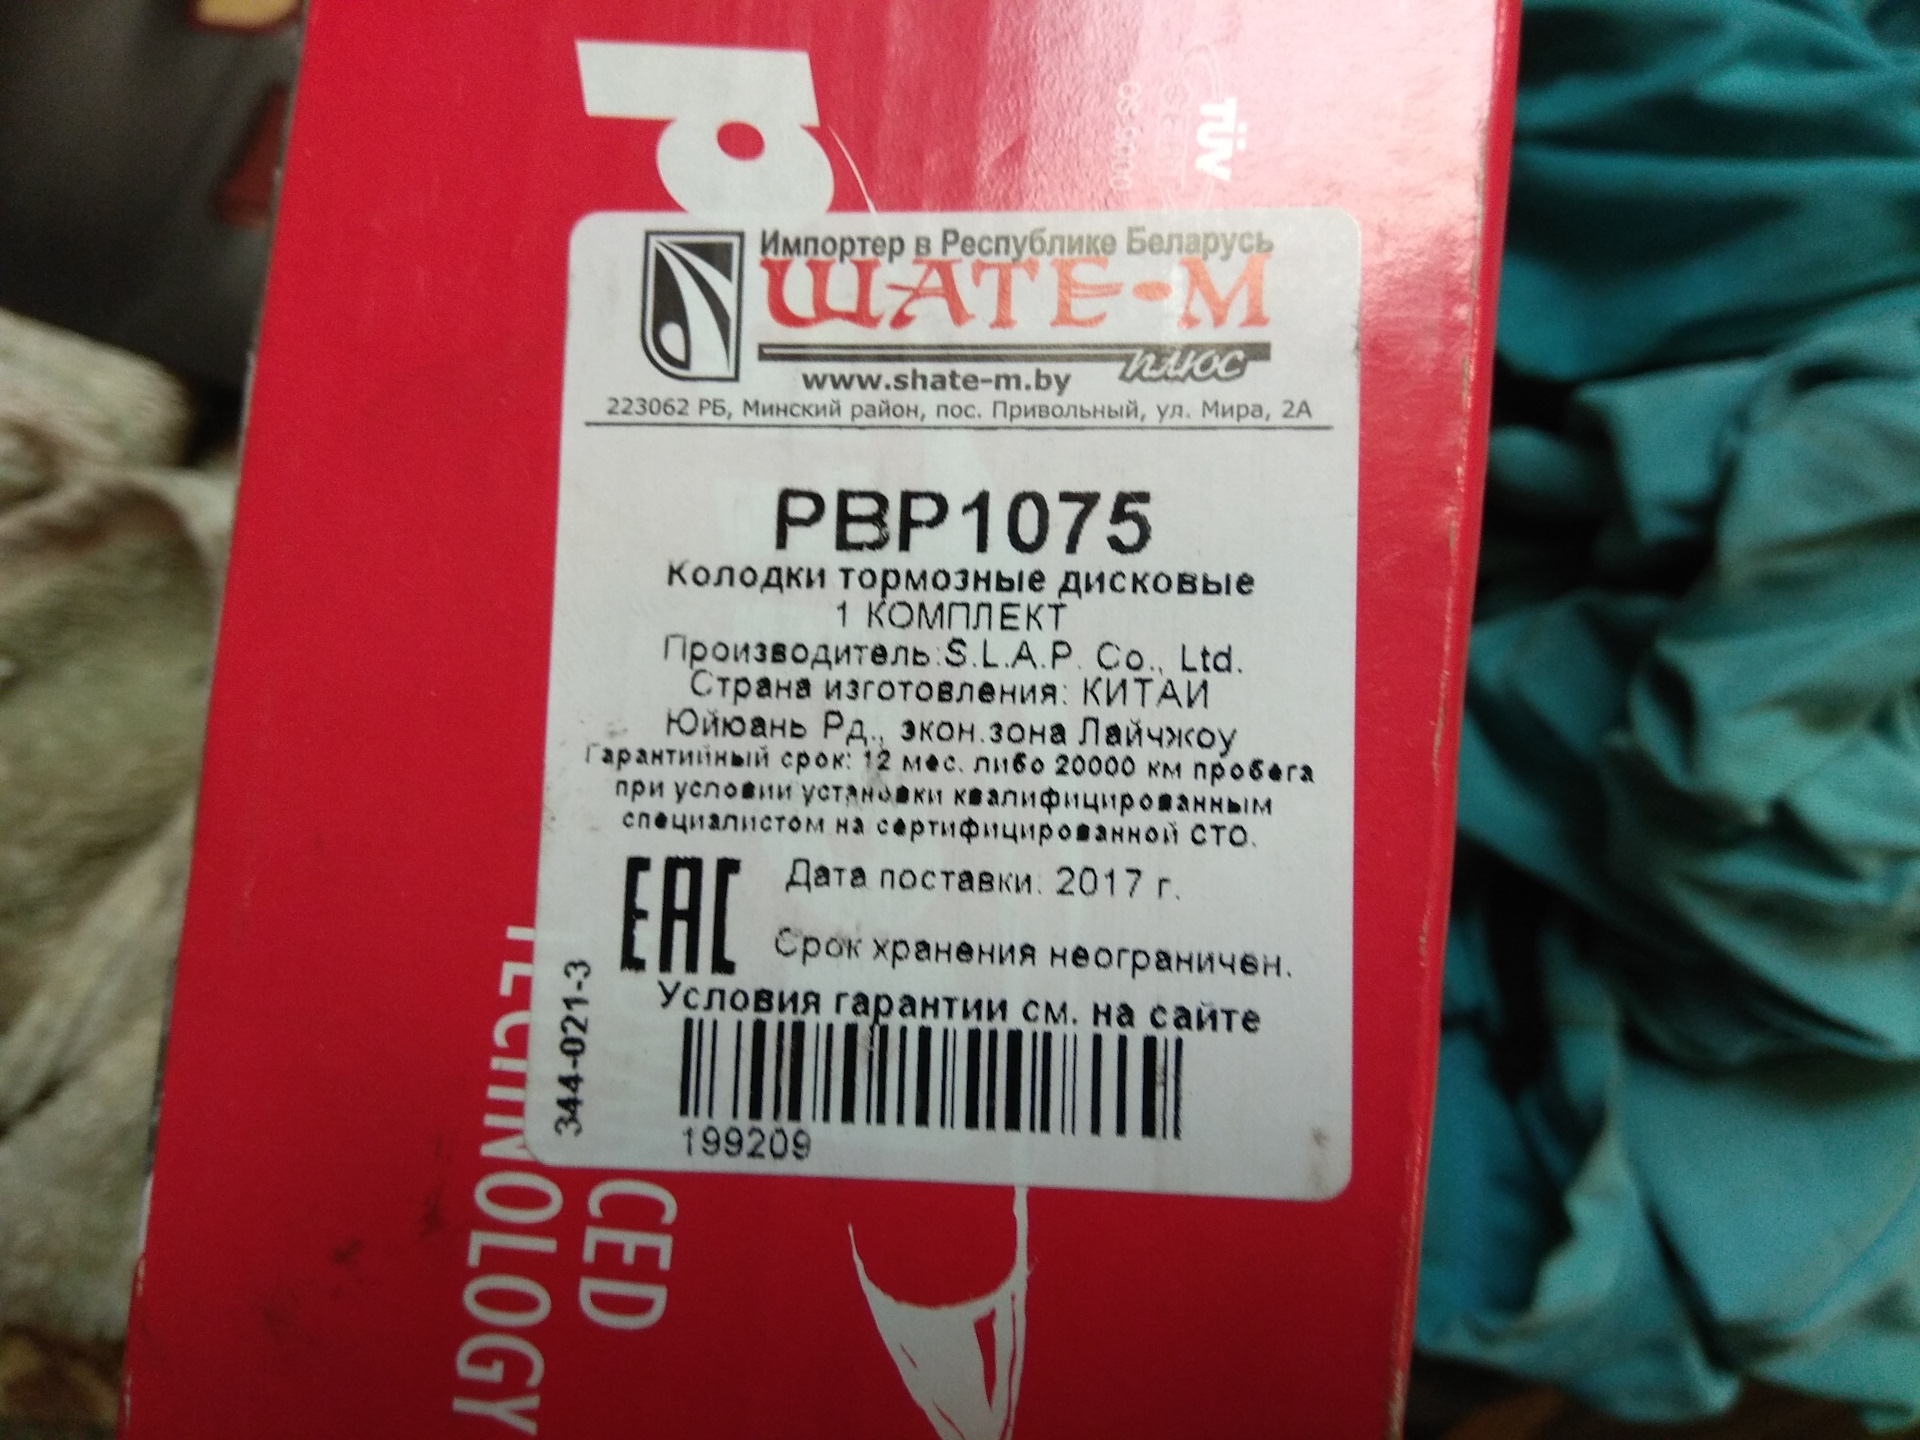 TÜV
Импортер в Республике Беларусь
ШАТЕ-М
плюс
www.shate-m.by
223062 РБ, Минский район, пос. Привольный, ул. Мира, 2А
PBP1075
Колодки тормозные дисковые
1 КОМПЛЕКТ
Производитель:S.L.A.P. Co., Ltd.
Страна изготовления: КИТАЙ
Юйюань Рд., экон.зона Лайчжоу
Гарантийный срок: 12 мес. либо 20000 км пробега
при условии установки квалифицированным
специалистом на сертифицированной СТО.
EAC
Дата поставки: 2017 г.
Срок хранения неограничен.
Условия гарантии см. на сайте
344-021-3
199209
CED
TECHNOLOGY